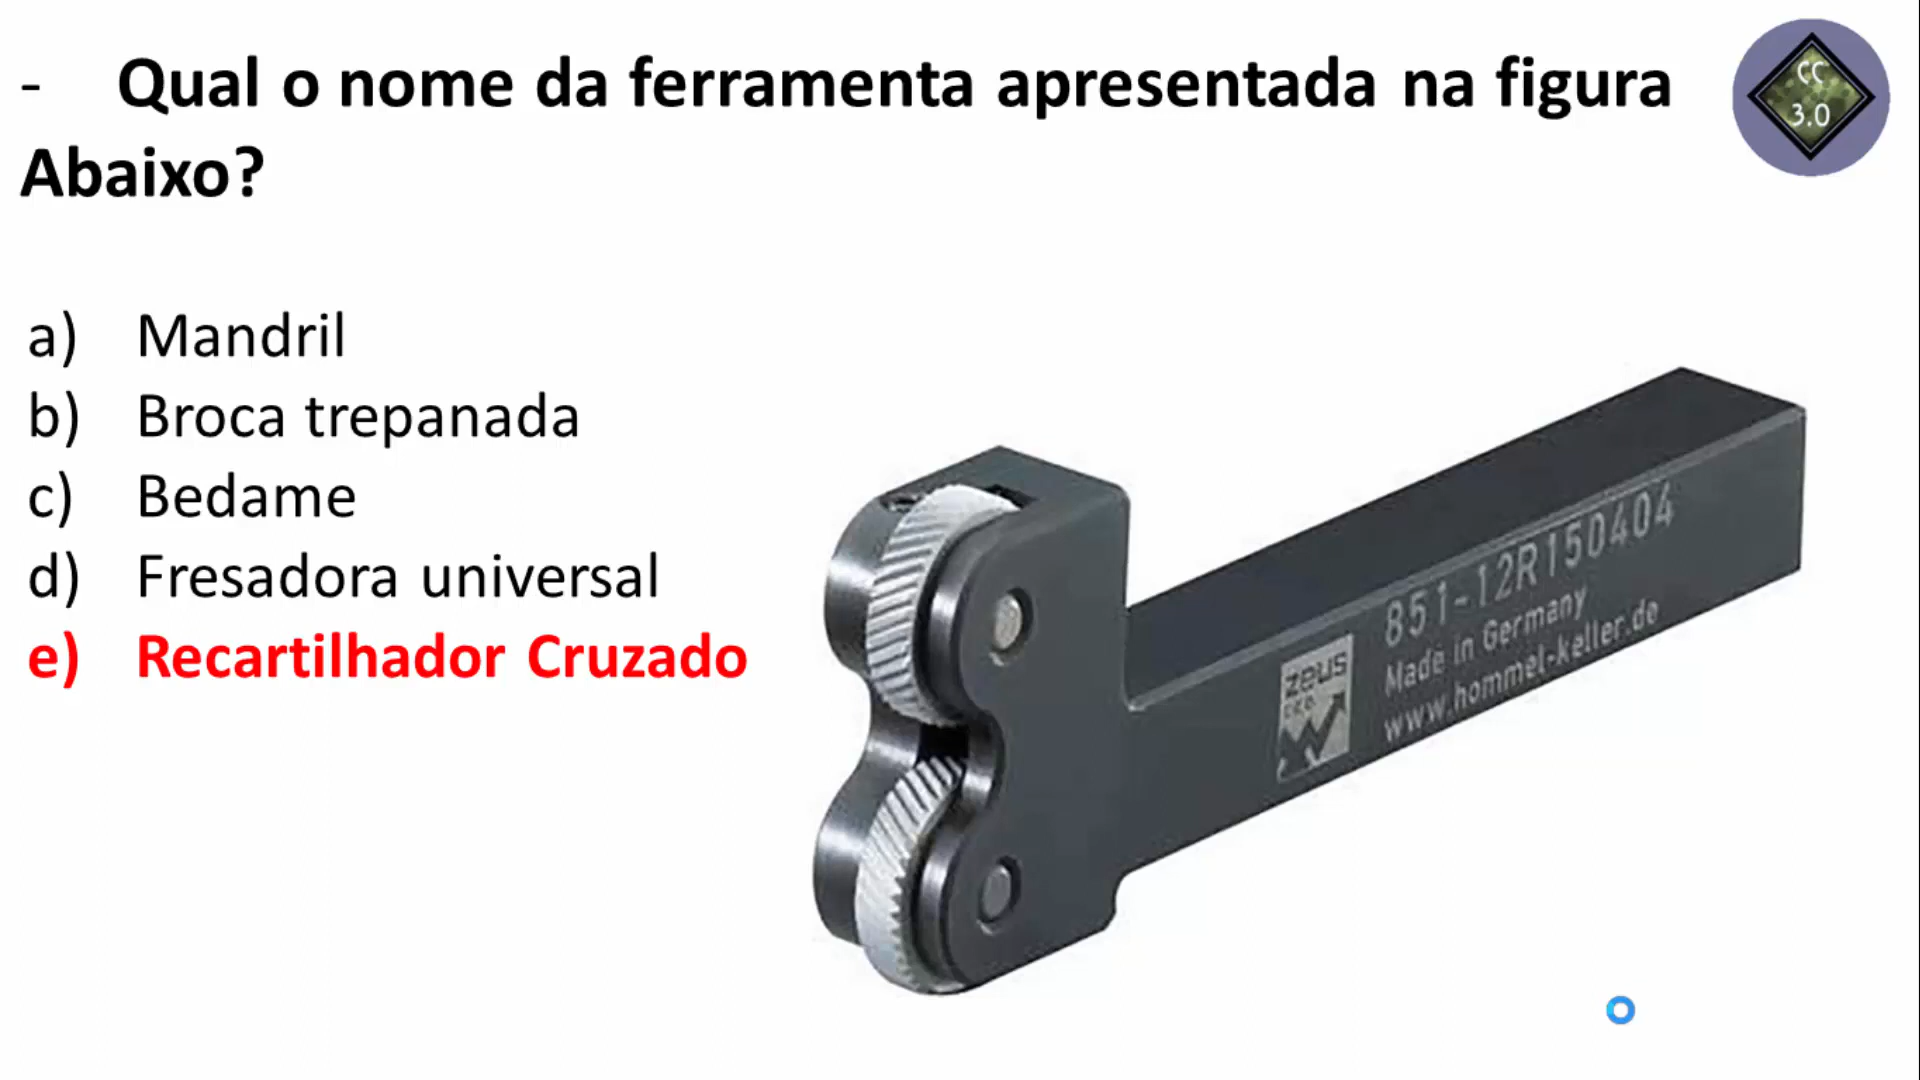 - Qual o nome da ferramenta apresentada na figura
Abaixo?
CC
3.0
a) Mandril
b) Broca trepanada
c) Bedame
d) Fresadora universal
e) Recartilhador Cruzado
851-12R150404
Made in Germany
www.hommel-keller.de
zeus